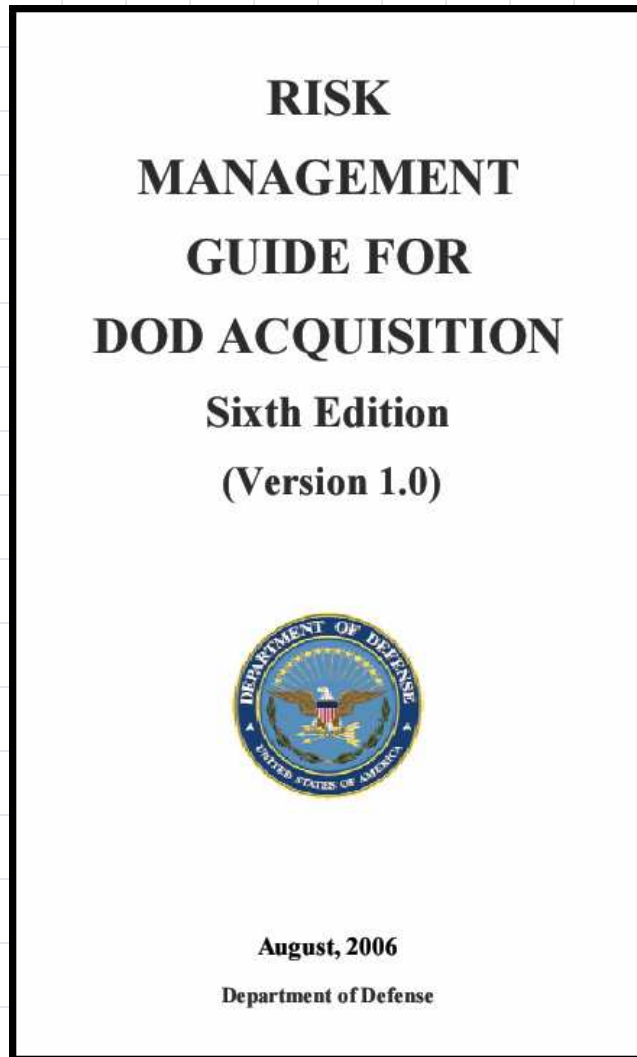 RISK
MANAGEMENT
GUIDE FOR
DOD ACQUISITION
Sixth Edition
(Version 1.0)
DEPARTMENT OF DEFENSE
UNITED STATES OF AMERICA
August, 2006
Department of Defense